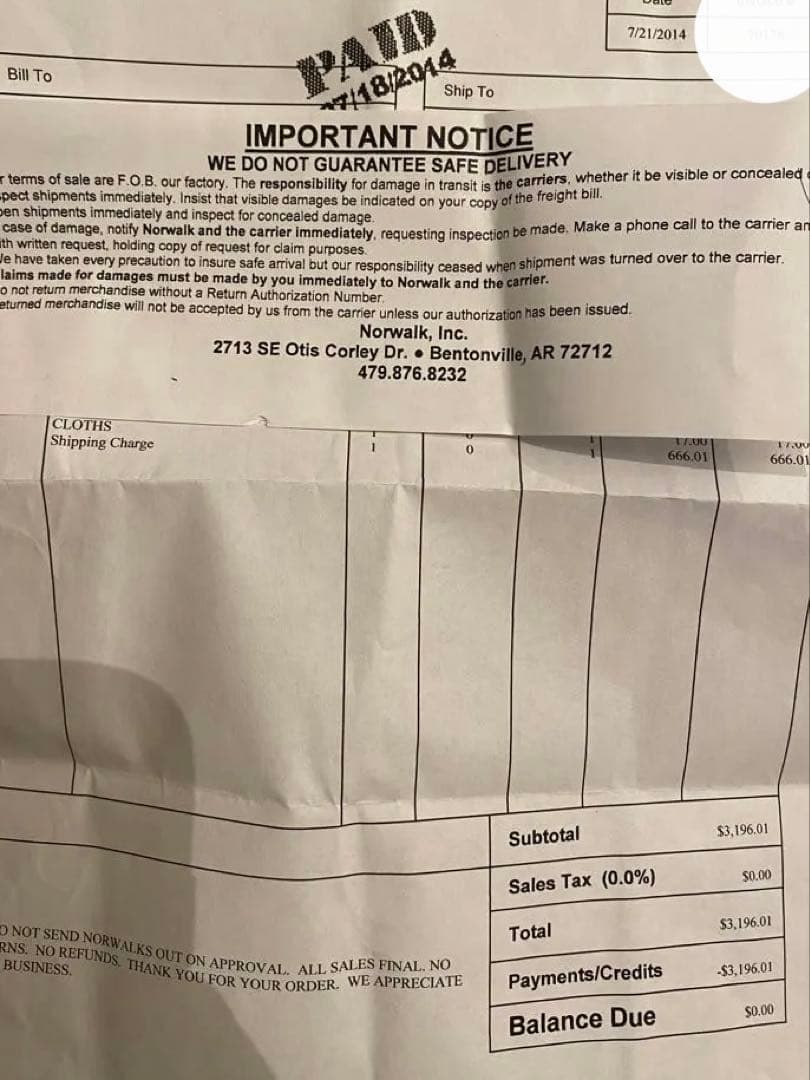 Date
7/21/2014
PAID
07/18/2014
Bill To
Ship To
IMPORTANT NOTICE
WE DO NOT GUARANTEE SAFE DELIVERY
r terms of sale are F.O.B. our factory. The responsibility for damage in transit is the carriers, whether it be visible or concealed
pect shipments immediately. Insist that visible damages be indicated on your copy of the freight bill.
pen shipments immediately and inspect for concealed damage.
case of damage, notify Norwalk and the carrier immediately, requesting inspection be made. Make a phone call to the carrier an
ith written request, holding copy of request for claim purposes.
We have taken every precaution to insure safe arrival but our responsibility ceased when shipment was turned over to the carrier.
laims made for damages must be made by you immediately to Norwalk and the carrier.
o not return merchandise without a Return Authorization Number.
eturned merchandise will not be accepted by us from the carrier unless our authorization has been issued.
Norwalk, Inc.
2713 SE Otis Corley Dr. • Bentonville, AR 72712
479.876.8232
CLOTHS 1 0 1 17.00 17.00
Shipping Charge 1 0 1 666.01 666.01
Subtotal $3,196.01
Sales Tax (0.0%) $0.00
Total $3,196.01
Payments/Credits -$3,196.01
Balance Due $0.00
O NOT SEND NORWALKS OUT ON APPROVAL. ALL SALES FINAL. NO
RNS. NO REFUNDS. THANK YOU FOR YOUR ORDER. WE APPRECIATE
BUSINESS.